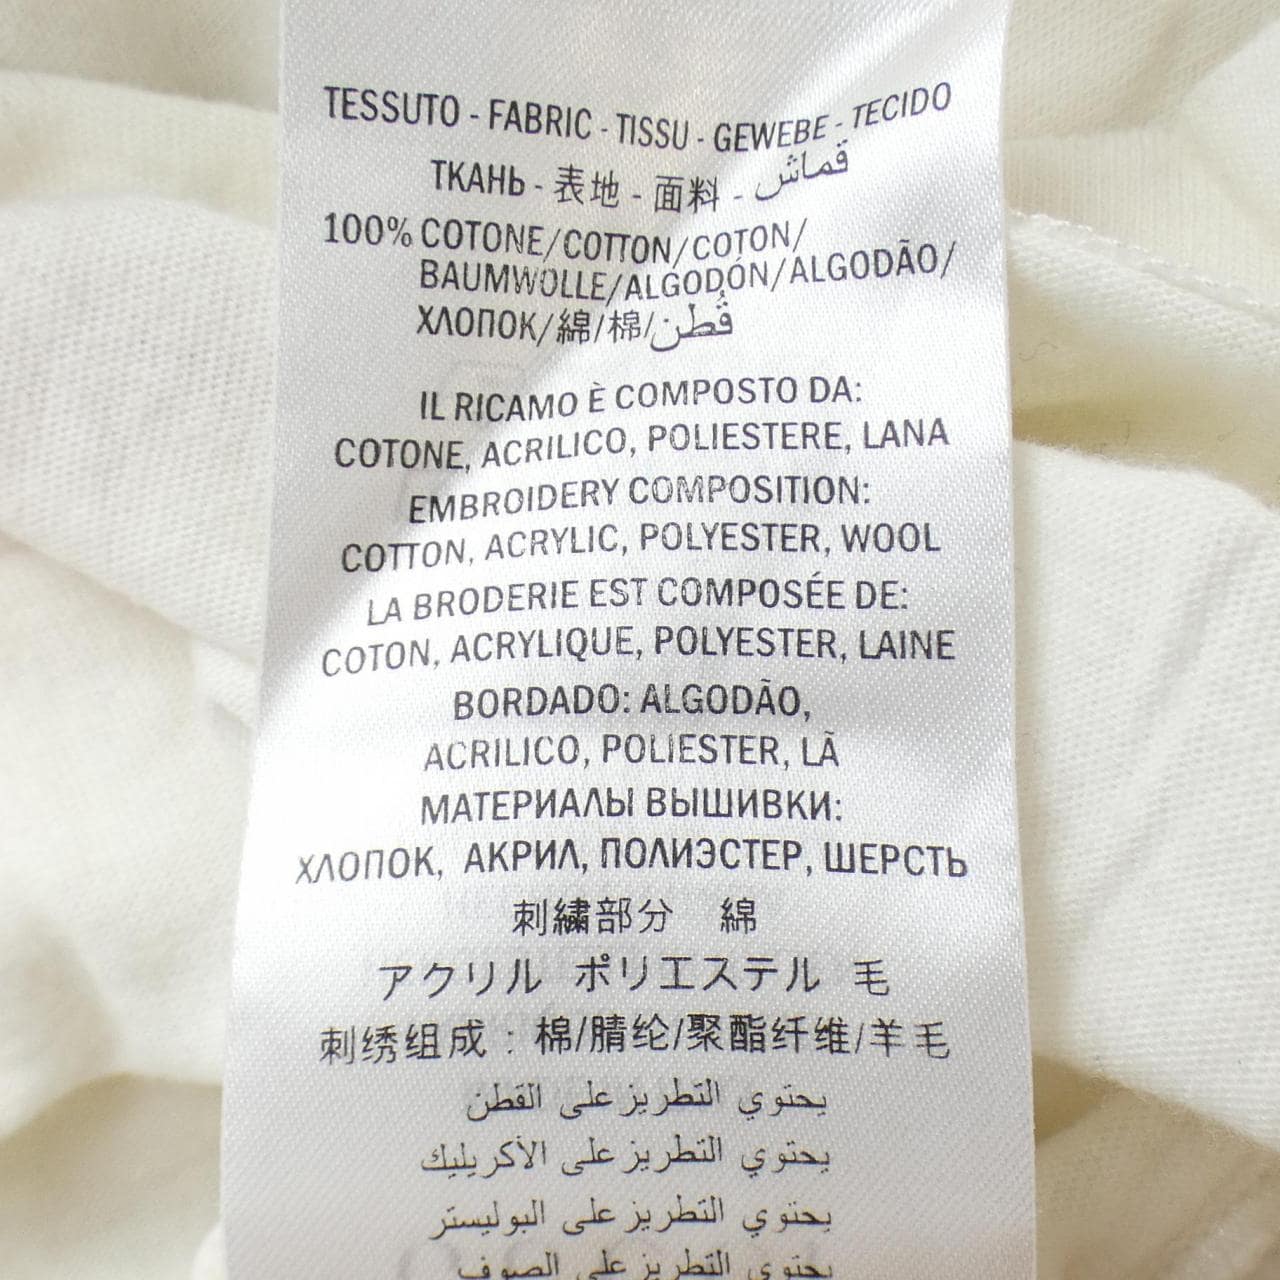 TESSUTO - FABRIC - TISSU - GEWEBE - TECIDO
ТКАНЬ - 表地 - 面料 - قماش
100% COTONE/COTTON/COTON/
BAUMWOLLE/ALGODÓN/ALGODÃO/
ХЛОПОК/綿/棉/قُطن
IL RICAMO È COMPOSTO DA:
COTONE, ACRILICO, POLIESTERE, LANA
EMBROIDERY COMPOSITION:
COTTON, ACRYLIC, POLYESTER, WOOL
LA BRODERIE EST COMPOSÉE DE:
COTON, ACRYLIQUE, POLYESTER, LAINE
BORDADO: ALGODÃO,
ACRILICO, POLIESTER, LÃ
МАТЕРИАЛЫ ВЫШИВКИ:
ХЛОПОК, АКРИЛ, ПОЛИЭСТЕР, ШЕРСТЬ
刺繍部分 綿
アクリル ポリエステル 毛
刺绣组成 : 棉/腈纶/聚酯纤维/羊毛
يحتوي التطريز على القطن
يحتوي التطريز على الأكريليك
يحتوي التطريز على البوليستر
يحتوي التطريز على الصوف